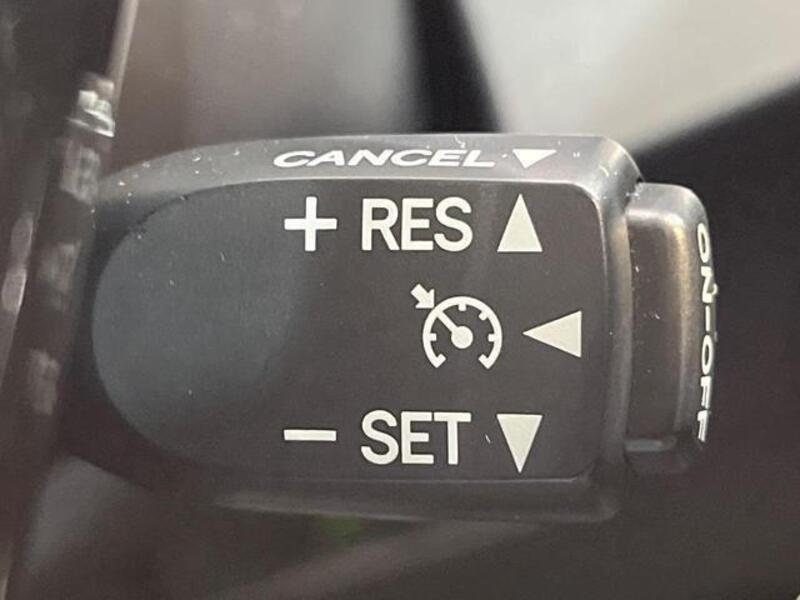 CANCEL
+ RES
- SET
ON-OFF